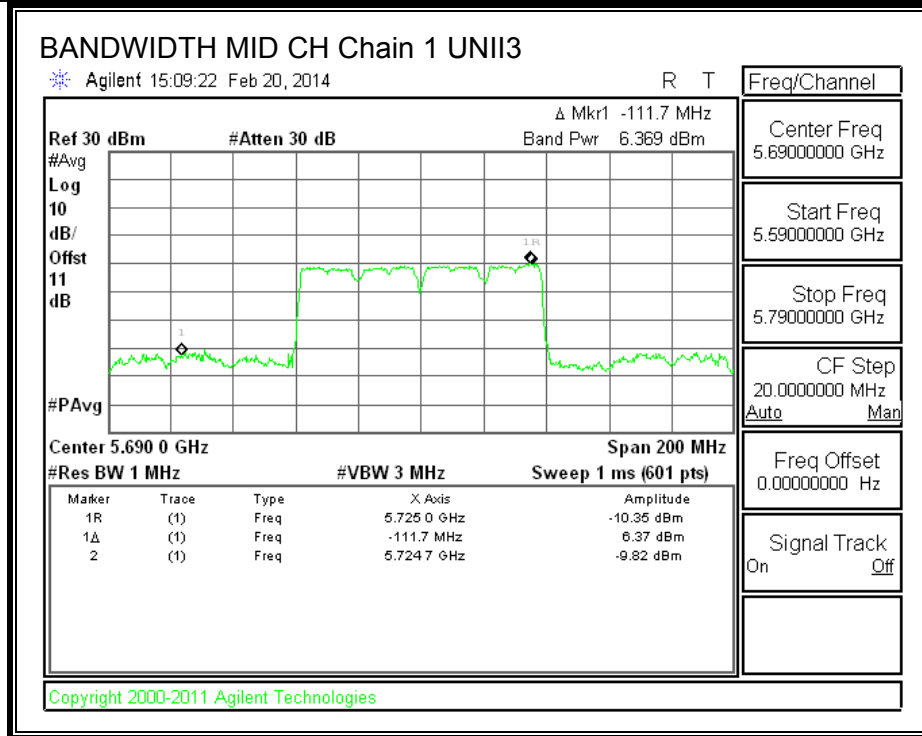 BANDWIDTH MID CH Chain 1 UNII3
Agilent 15:09:22 Feb 20, 2014 R T
Δ Mkr1 -111.7 MHz
Ref 30 dBm #Atten 30 dB Band Pwr 6.369 dBm
#Avg
Log
10
dB/
Offst
11
dB
1R
1
#PAvg
Center 5.690 0 GHz Span 200 MHz
#Res BW 1 MHz #VBW 3 MHz Sweep 1 ms (601 pts)
Marker Trace Type X Axis Amplitude
1R (1) Freq 5.725 0 GHz -10.35 dBm
1Δ (1) Freq -111.7 MHz 6.37 dBm
2 (1) Freq 5.724 7 GHz -9.82 dBm
Freq/Channel
Center Freq
5.69000000 GHz
Start Freq
5.59000000 GHz
Stop Freq
5.79000000 GHz
CF Step
20.0000000 MHz
Auto Man
Freq Offset
0.00000000 Hz
Signal Track
On Off
Copyright 2000-2011 Agilent Technologies